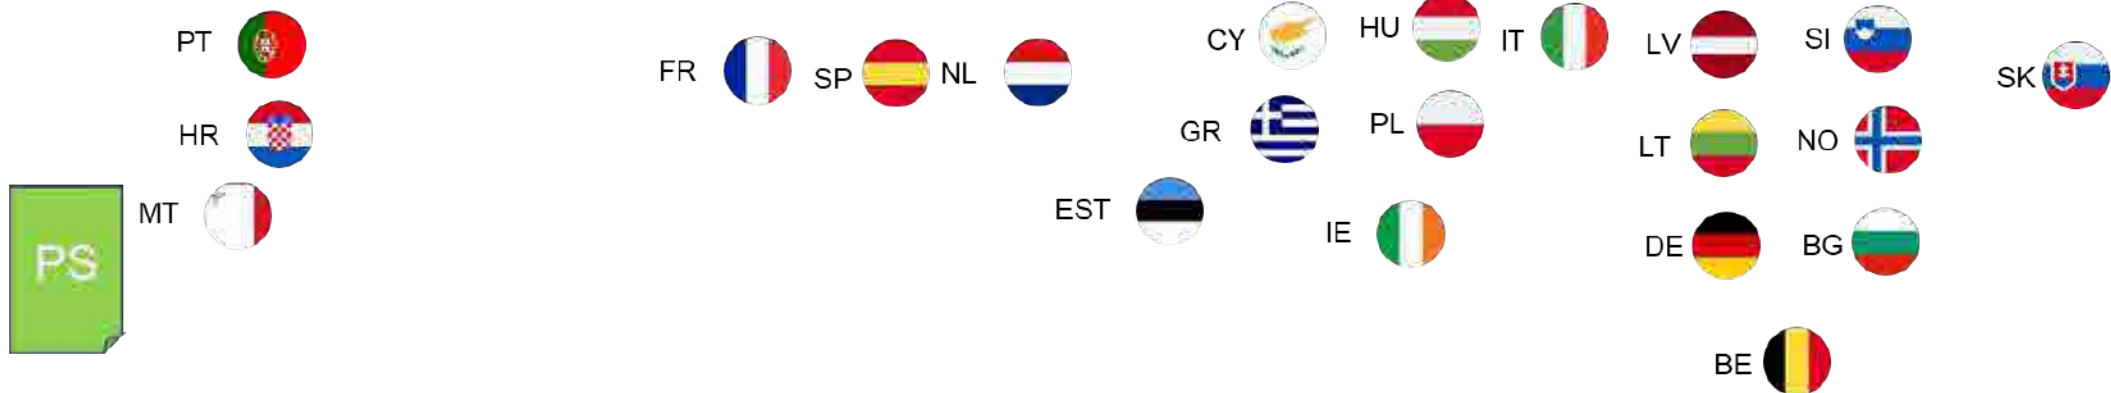 PT
HR
MT
PS
FR
SP
NL
EST
CY
GR
HU
PL
IE
IT
LV
LT
DE
BE
SI
NO
BG
SK